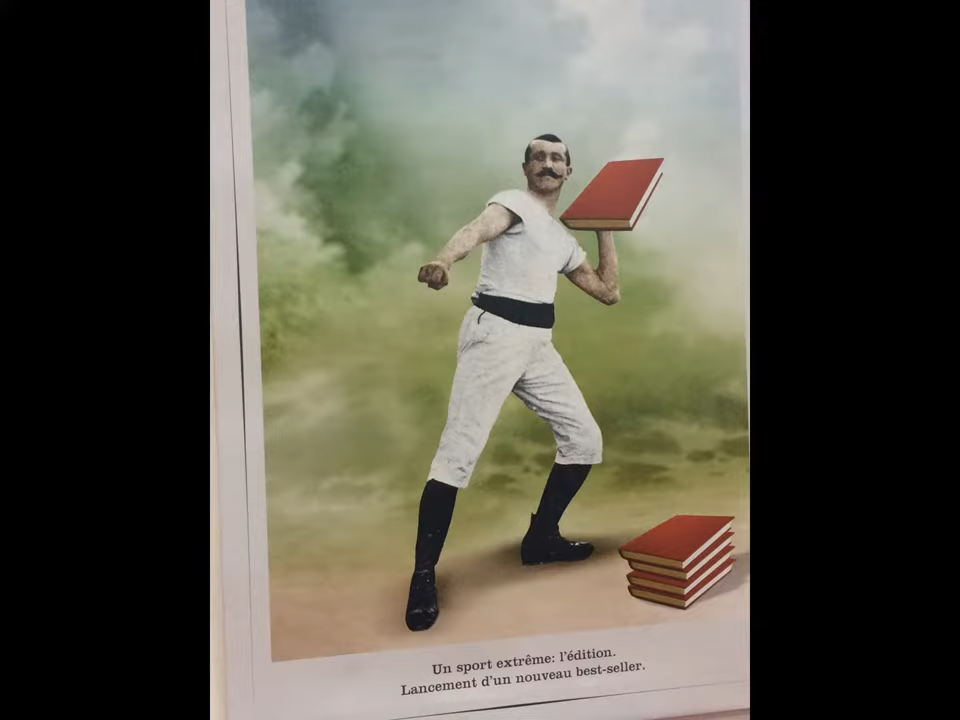 Un sport extrême: l'édition.
Lancement d'un nouveau best-seller.